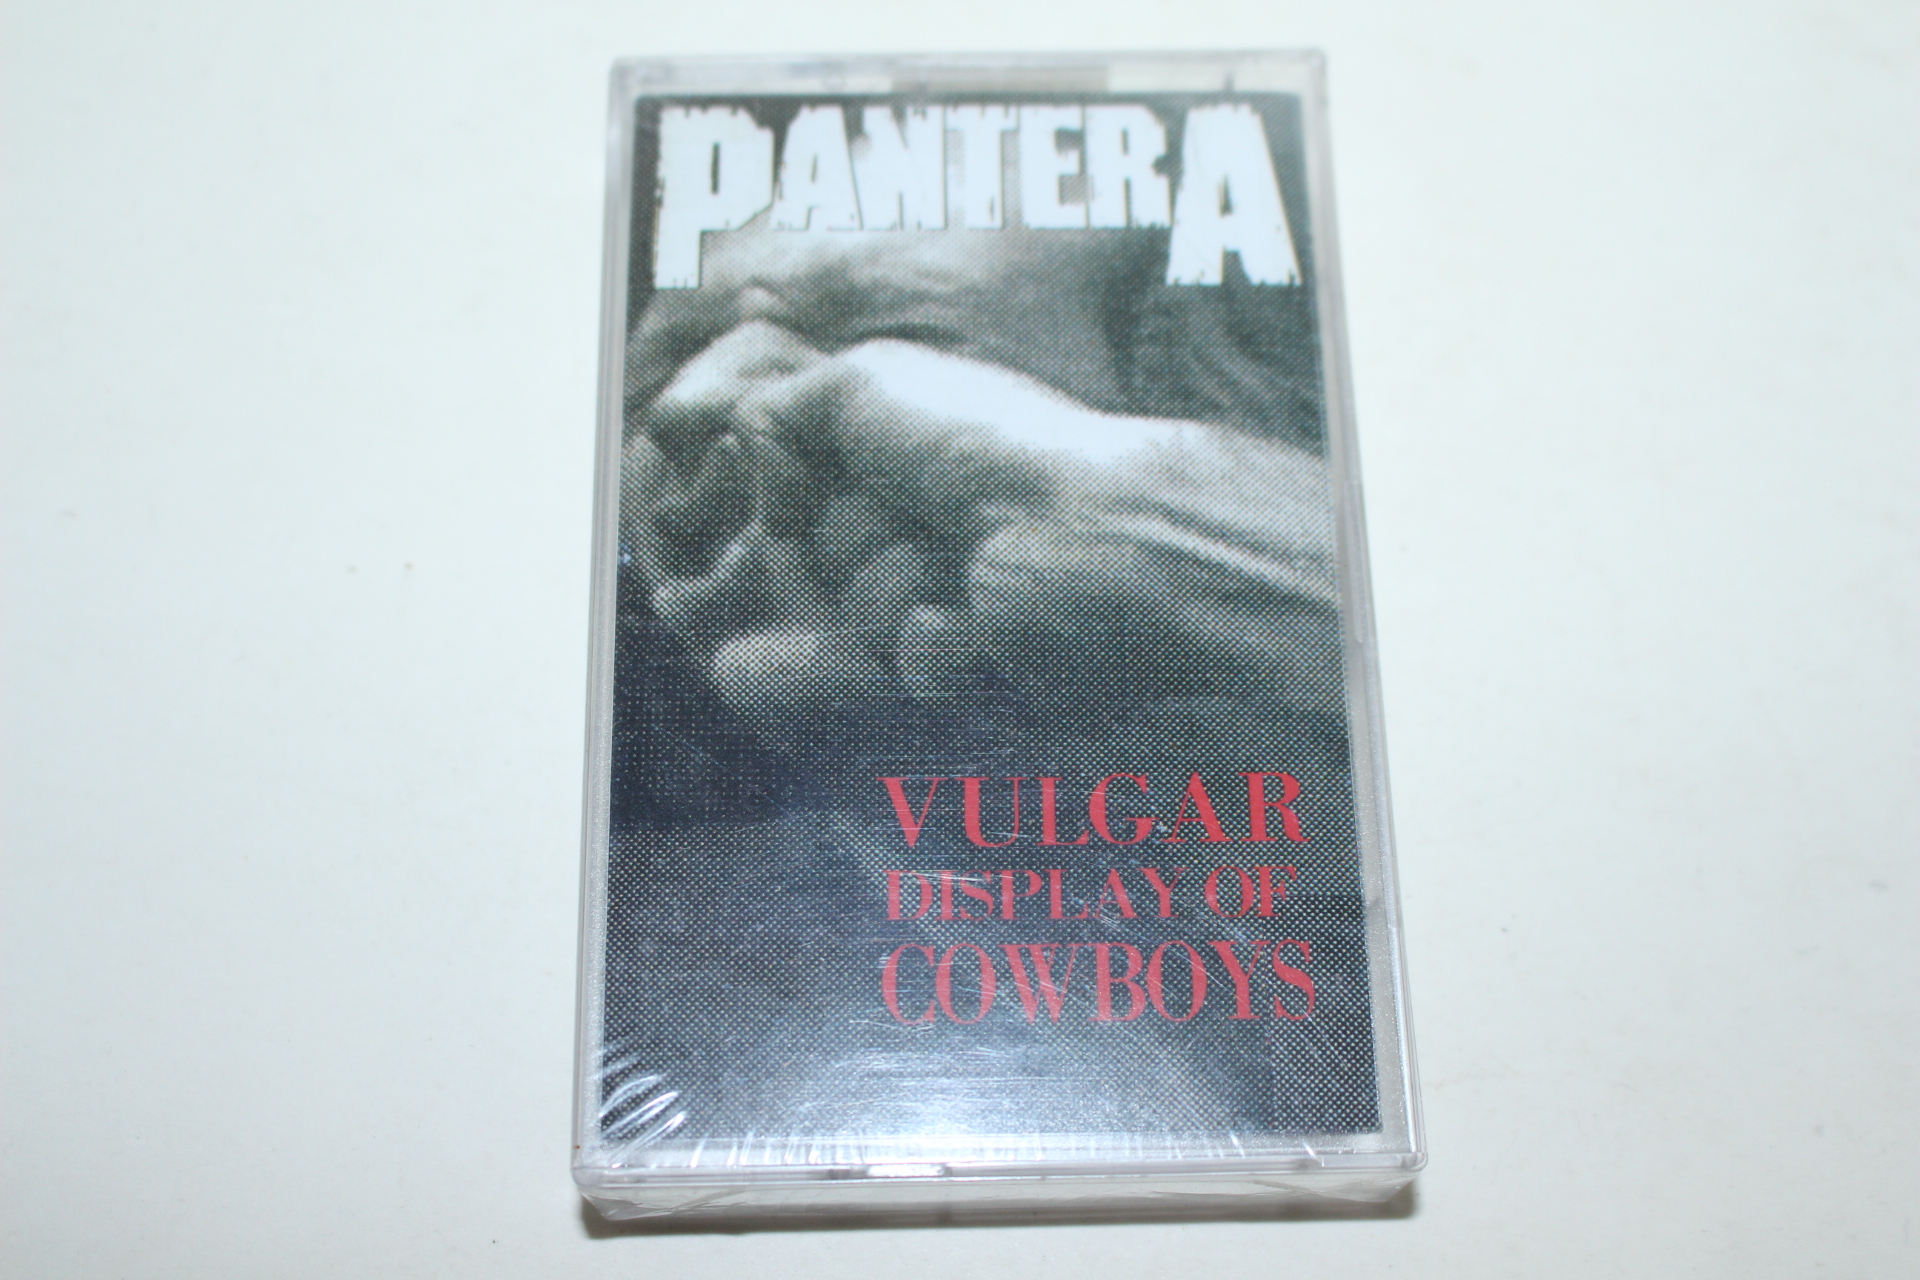 PANTERA
VULGAR
DISPLAY OF
COWBOYS